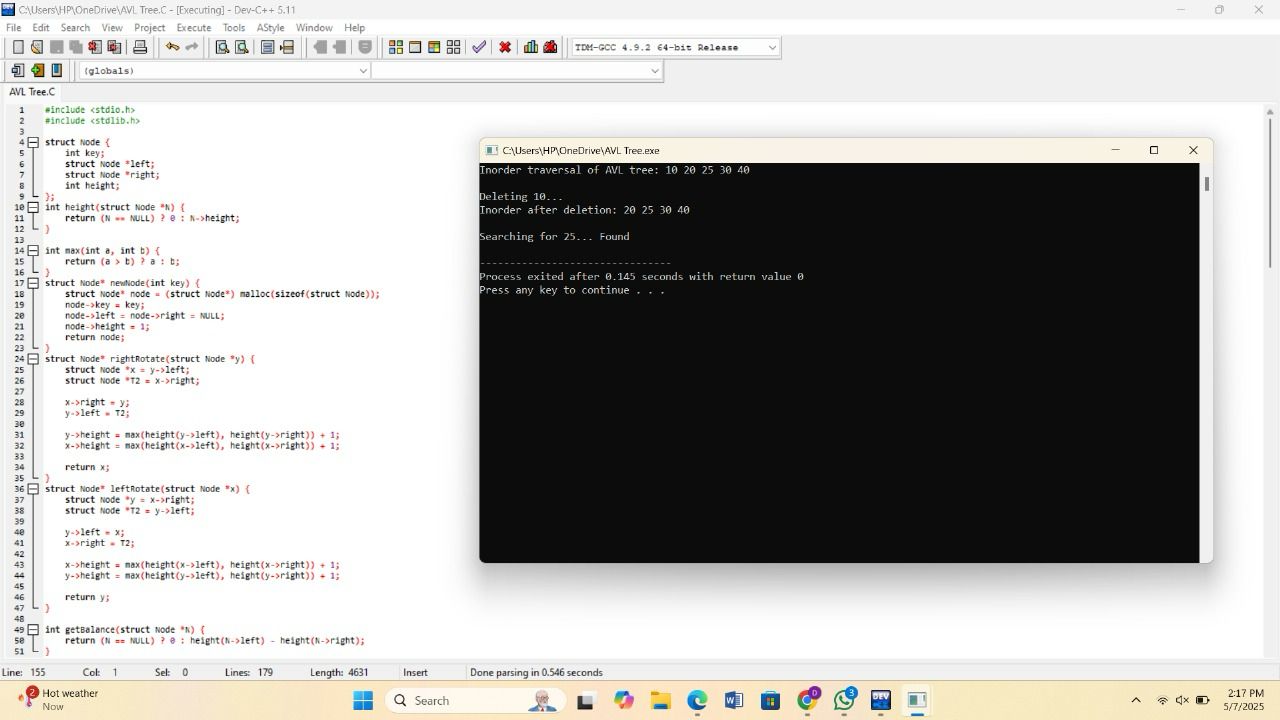 C:\Users\HP\OneDrive\AVL Tree.C - [Executing] - Dev-C++ 5.11
File Edit Search View Project Execute Tools AStyle Window Help
TDM-GCC 4.9.2 64-bit Release
(globals)
AVL Tree.C
1 #include <stdio.h>
2 #include <stdlib.h>
3
4 struct Node {
5 int key;
6 struct Node *left;
7 struct Node *right;
8 int height;
9 };
10 int height(struct Node *N) {
11 return (N == NULL) ? 0 : N->height;
12 }
13
14 int max(int a, int b) {
15 return (a > b) ? a : b;
16 }
17 struct Node* newNode(int key) {
18 struct Node* node = (struct Node*) malloc(sizeof(struct Node));
19 node->key = key;
20 node->left = node->right = NULL;
21 node->height = 1;
22 return node;
23 }
24 struct Node* rightRotate(struct Node *y) {
25 struct Node *x = y->left;
26 struct Node *T2 = x->right;
27
28 x->right = y;
29 y->left = T2;
30
31 y->height = max(height(y->left), height(y->right)) + 1;
32 x->height = max(height(x->left), height(x->right)) + 1;
33
34 return x;
35 }
36 struct Node* leftRotate(struct Node *x) {
37 struct Node *y = x->right;
38 struct Node *T2 = y->left;
39
40 y->left = x;
41 x->right = T2;
42
43 x->height = max(height(x->left), height(x->right)) + 1;
44 y->height = max(height(y->left), height(y->right)) + 1;
45
46 return y;
47 }
48
49 int getBalance(struct Node *N) {
50 return (N == NULL) ? 0 : height(N->left) - height(N->right);
51 }
C:\Users\HP\OneDrive\AVL Tree.exe
Inorder traversal of AVL tree: 10 20 25 30 40
Deleting 10...
Inorder after deletion: 20 25 30 40
Searching for 25... Found
--------------------------------
Process exited after 0.145 seconds with return value 0
Press any key to continue . . .
Line: 155 Col: 1 Sel: 0 Lines: 179 Length: 4631 Insert Done parsing in 0.546 seconds
2 Hot weather
Now
Search
D
3
DEV
2:17 PM
5/7/2025